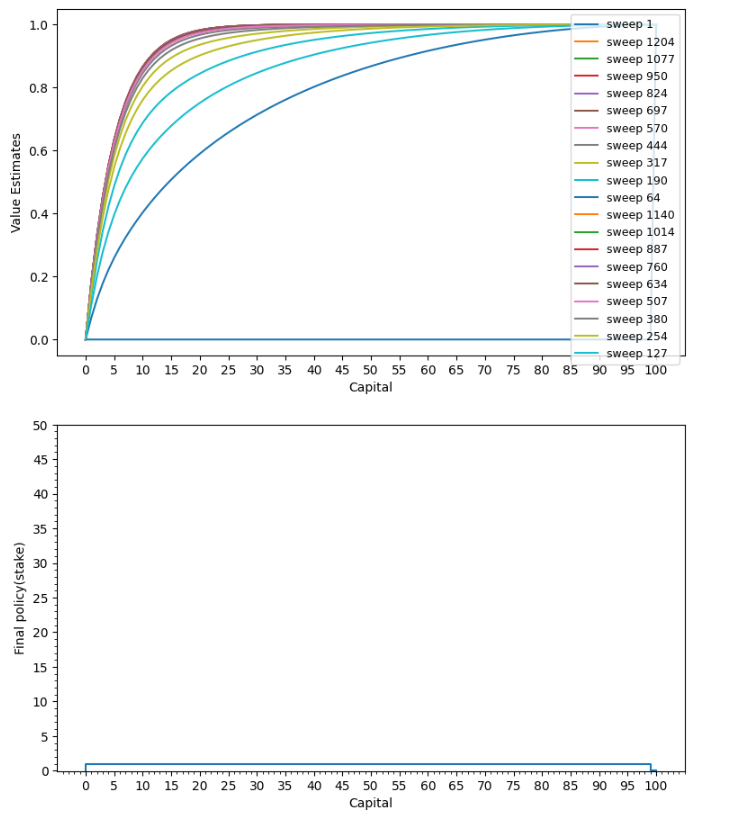 1.0
0.8
0.6
0.4
0.2
0.0
Value Estimates
sweep 1
sweep 1204
sweep 1077
sweep 950
sweep 824
sweep 697
sweep 570
sweep 444
sweep 317
sweep 190
sweep 64
sweep 1140
sweep 1014
sweep 887
sweep 760
sweep 634
sweep 507
sweep 380
sweep 254
sweep 127
0 5 10 15 20 25 30 35 40 45 50 55 60 65 70 75 80 85 90 95 100
Capital
50
45
40
35
30
25
20
15
10
5
0
Final policy(stake)
0 5 10 15 20 25 30 35 40 45 50 55 60 65 70 75 80 85 90 95 100
Capital